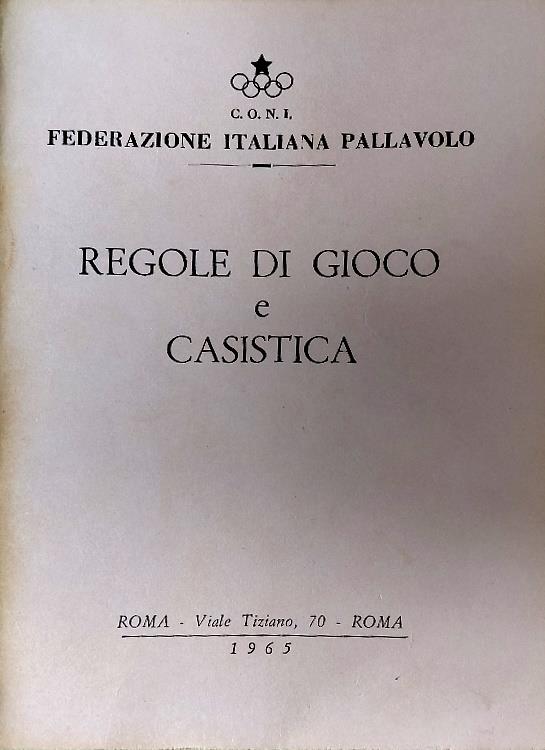 C. O. N. I.
FEDERAZIONE ITALIANA PALLAVOLO
REGOLE DI GIOCO
e
CASISTICA
ROMA - Viale Tiziano, 70 - ROMA
1965